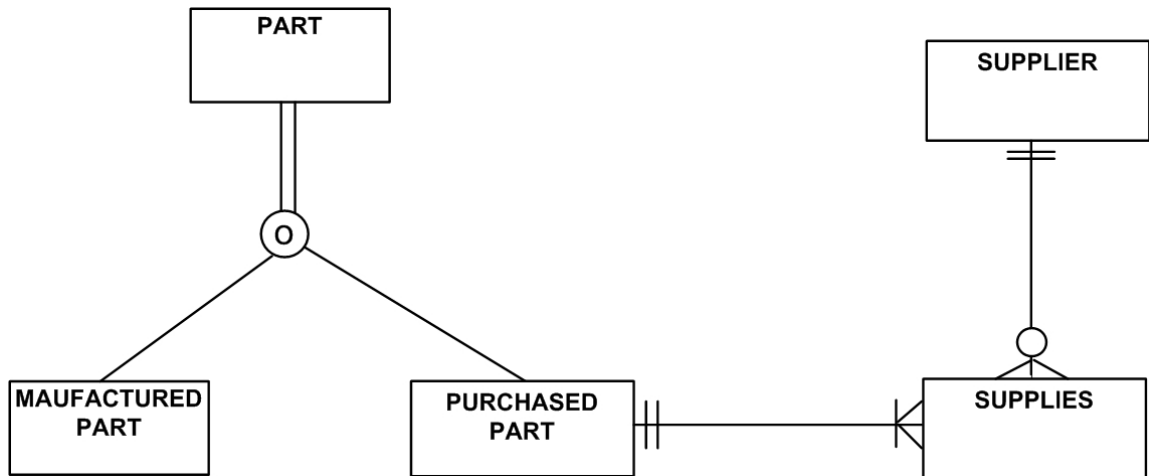 PART
SUPPLIER
O
MAUFACTURED
PART
PURCHASED
PART
SUPPLIES